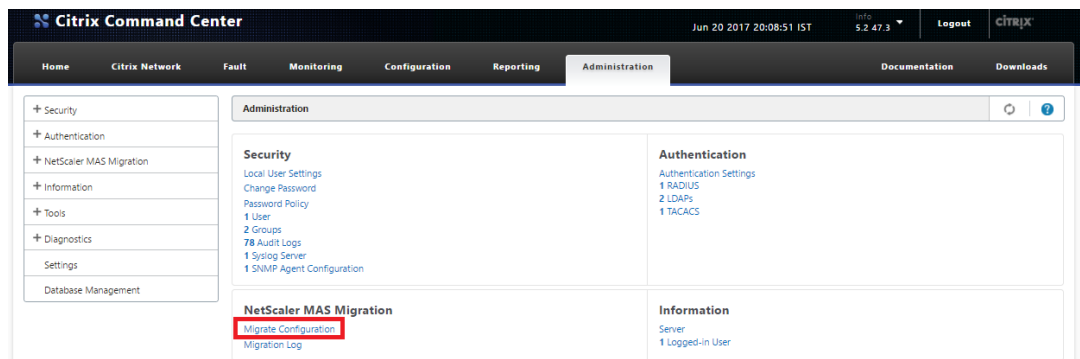 Citrix Command Center
Jun 20 2017 20:08:51 IST
Info
5.2 47.3
Logout
CITRIX
Home Citrix Network Fault Monitoring Configuration Reporting Administration Documentation Downloads
+ Security
+ Authentication
+ NetScaler MAS Migration
+ Information
+ Tools
+ Diagnostics
Settings
Database Management
Administration
?
Security
Local User Settings
Change Password
Password Policy
1 User
2 Groups
78 Audit Logs
1 Syslog Server
1 SNMP Agent Configuration
Authentication
Authentication Settings
1 RADIUS
2 LDAPs
1 TACACS
NetScaler MAS Migration
Migrate Configuration
Migration Log
Information
Server
1 Logged-in User